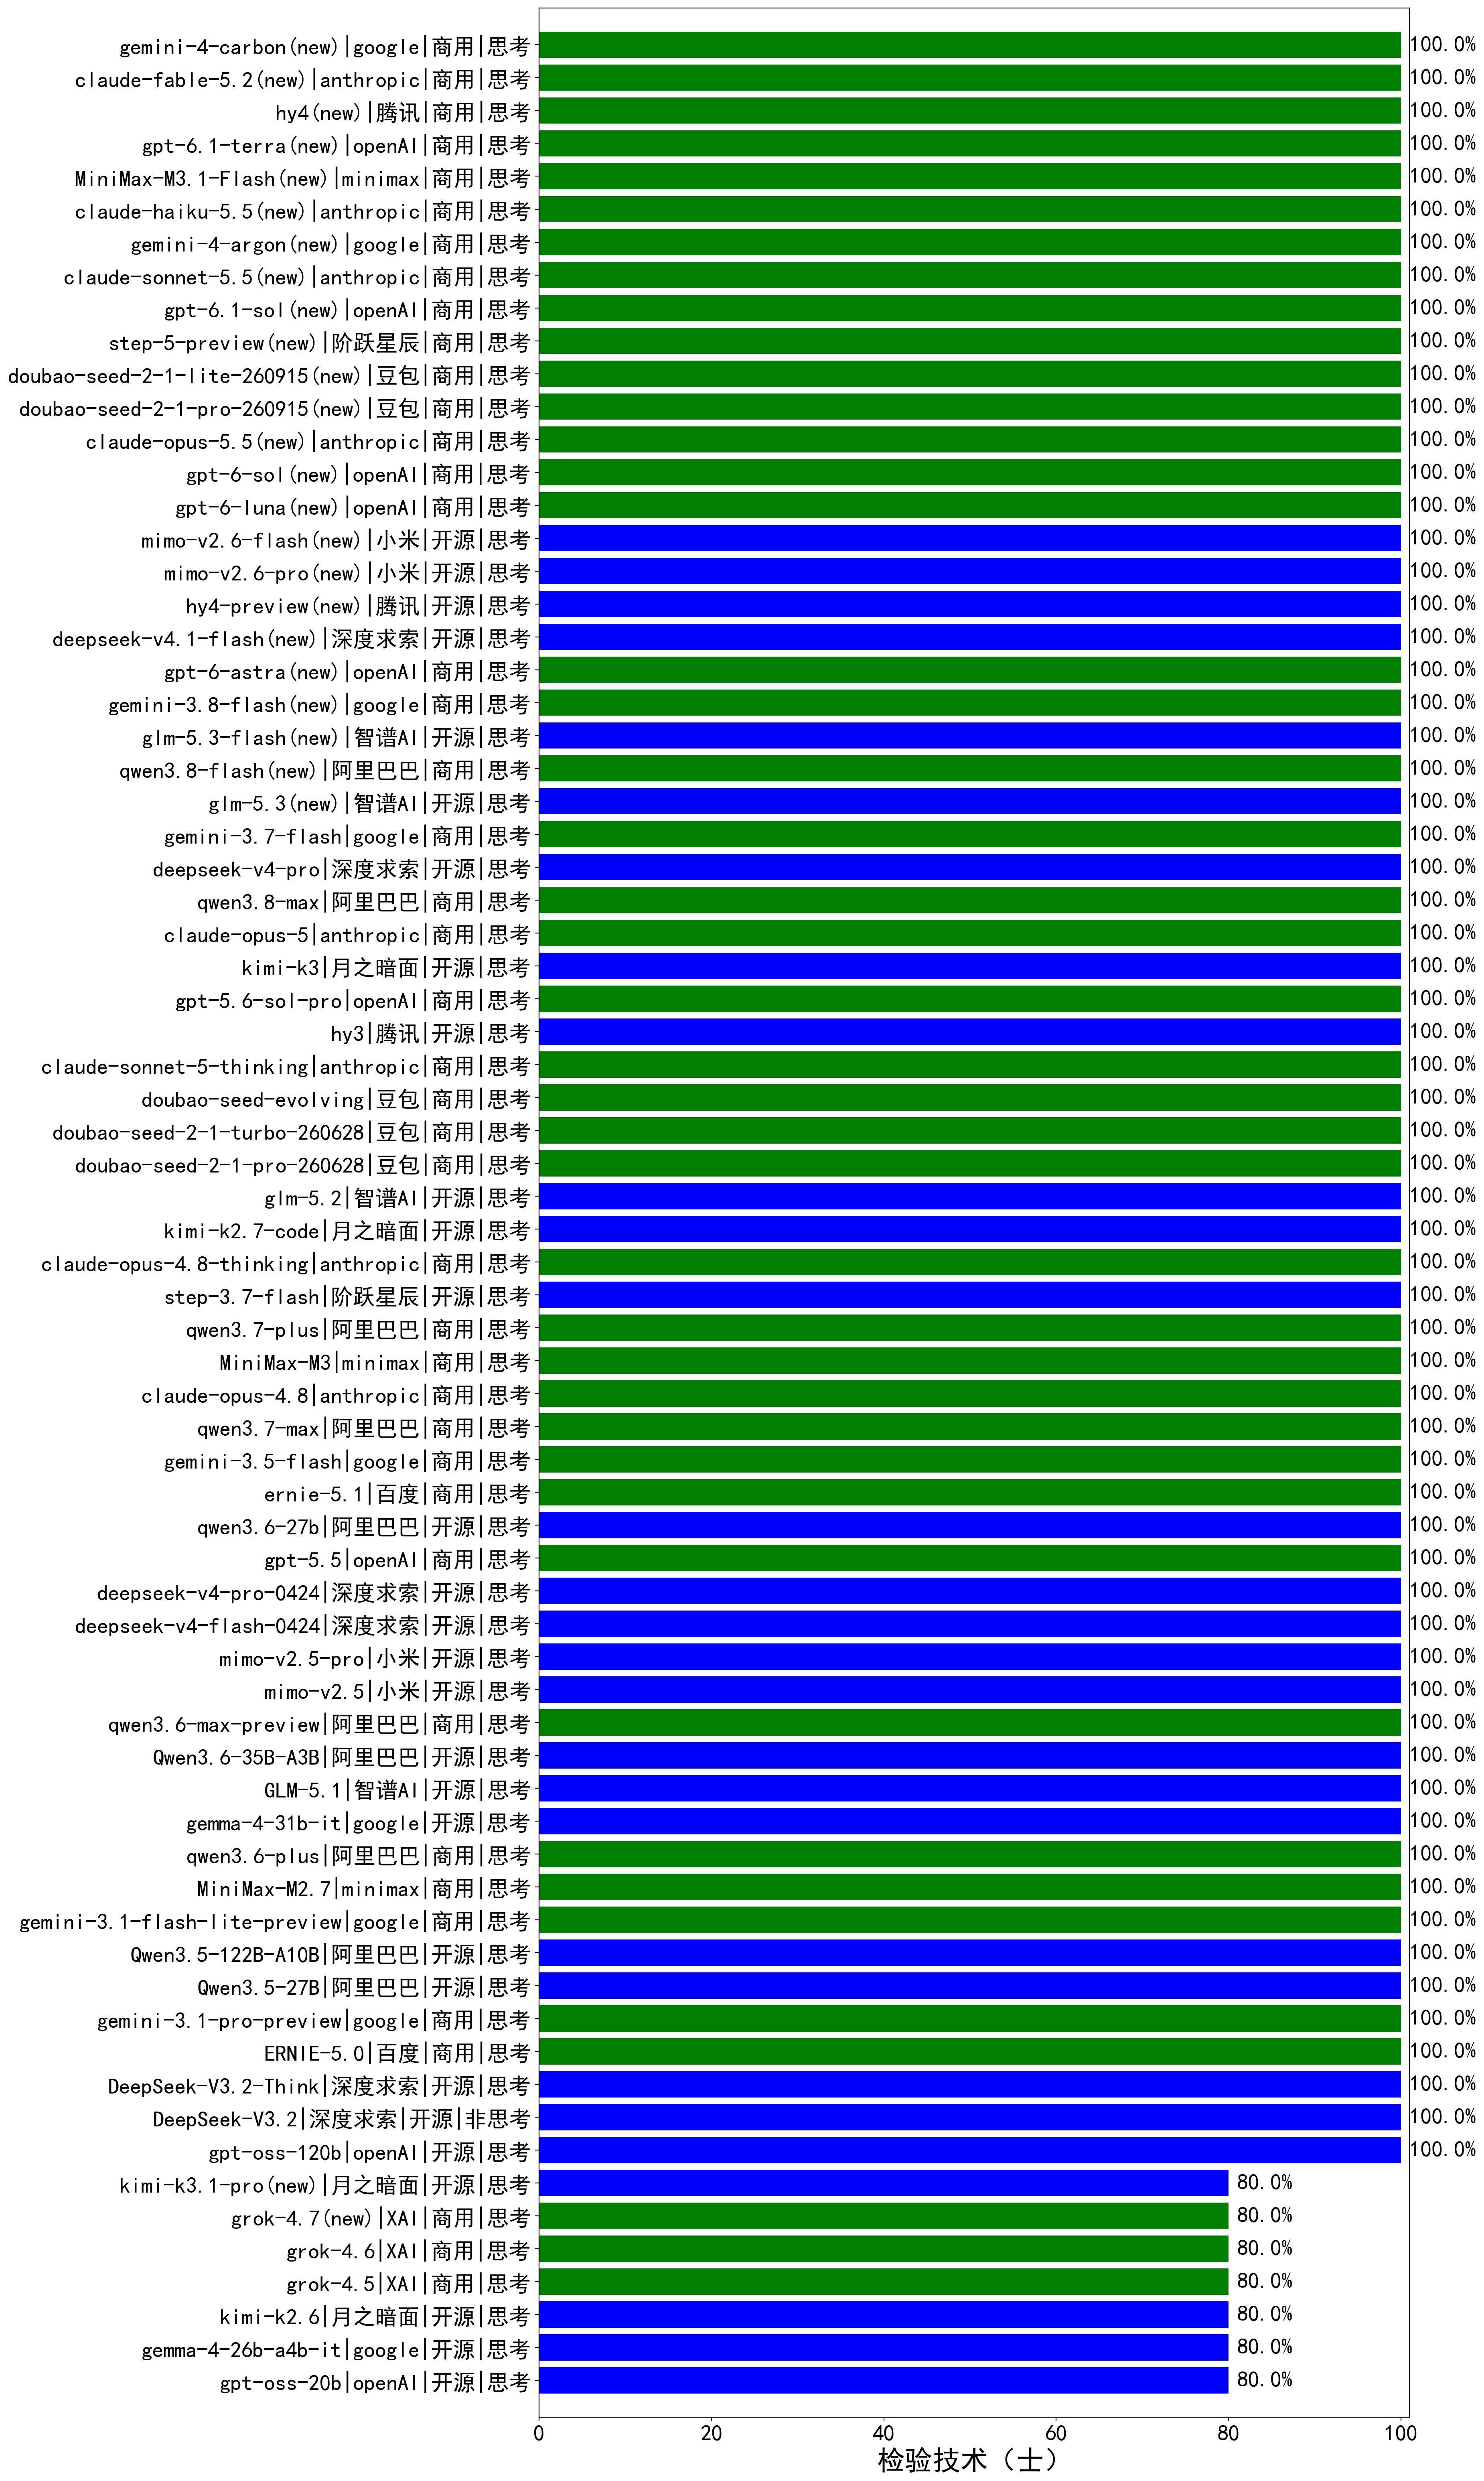 gemini-4-carbon(new)|google|商用|思考 100.0%
claude-fable-5.2(new)|anthropic|商用|思考 100.0%
hy4(new)|腾讯|商用|思考 100.0%
gpt-6.1-terra(new)|openAI|商用|思考 100.0%
MiniMax-M3.1-Flash(new)|minimax|商用|思考 100.0%
claude-haiku-5.5(new)|anthropic|商用|思考 100.0%
gemini-4-argon(new)|google|商用|思考 100.0%
claude-sonnet-5.5(new)|anthropic|商用|思考 100.0%
gpt-6.1-sol(new)|openAI|商用|思考 100.0%
step-5-preview(new)|阶跃星辰|商用|思考 100.0%
doubao-seed-2-1-lite-260915(new)|豆包|商用|思考 100.0%
doubao-seed-2-1-pro-260915(new)|豆包|商用|思考 100.0%
claude-opus-5.5(new)|anthropic|商用|思考 100.0%
gpt-6-sol(new)|openAI|商用|思考 100.0%
gpt-6-luna(new)|openAI|商用|思考 100.0%
mimo-v2.6-flash(new)|小米|开源|思考 100.0%
mimo-v2.6-pro(new)|小米|开源|思考 100.0%
hy4-preview(new)|腾讯|开源|思考 100.0%
deepseek-v4.1-flash(new)|深度求索|开源|思考 100.0%
gpt-6-astra(new)|openAI|商用|思考 100.0%
gemini-3.8-flash(new)|google|商用|思考 100.0%
glm-5.3-flash(new)|智谱AI|开源|思考 100.0%
qwen3.8-flash(new)|阿里巴巴|商用|思考 100.0%
glm-5.3(new)|智谱AI|开源|思考 100.0%
gemini-3.7-flash|google|商用|思考 100.0%
deepseek-v4-pro|深度求索|开源|思考 100.0%
qwen3.8-max|阿里巴巴|商用|思考 100.0%
claude-opus-5|anthropic|商用|思考 100.0%
kimi-k3|月之暗面|开源|思考 100.0%
gpt-5.6-sol-pro|openAI|商用|思考 100.0%
hy3|腾讯|开源|思考 100.0%
claude-sonnet-5-thinking|anthropic|商用|思考 100.0%
doubao-seed-evolving|豆包|商用|思考 100.0%
doubao-seed-2-1-turbo-260628|豆包|商用|思考 100.0%
doubao-seed-2-1-pro-260628|豆包|商用|思考 100.0%
glm-5.2|智谱AI|开源|思考 100.0%
kimi-k2.7-code|月之暗面|开源|思考 100.0%
claude-opus-4.8-thinking|anthropic|商用|思考 100.0%
step-3.7-flash|阶跃星辰|开源|思考 100.0%
qwen3.7-plus|阿里巴巴|商用|思考 100.0%
MiniMax-M3|minimax|商用|思考 100.0%
claude-opus-4.8|anthropic|商用|思考 100.0%
qwen3.7-max|阿里巴巴|商用|思考 100.0%
gemini-3.5-flash|google|商用|思考 100.0%
ernie-5.1|百度|商用|思考 100.0%
qwen3.6-27b|阿里巴巴|开源|思考 100.0%
gpt-5.5|openAI|商用|思考 100.0%
deepseek-v4-pro-0424|深度求索|开源|思考 100.0%
deepseek-v4-flash-0424|深度求索|开源|思考 100.0%
mimo-v2.5-pro|小米|开源|思考 100.0%
mimo-v2.5|小米|开源|思考 100.0%
qwen3.6-max-preview|阿里巴巴|商用|思考 100.0%
Qwen3.6-35B-A3B|阿里巴巴|开源|思考 100.0%
GLM-5.1|智谱AI|开源|思考 100.0%
gemma-4-31b-it|google|开源|思考 100.0%
qwen3.6-plus|阿里巴巴|商用|思考 100.0%
MiniMax-M2.7|minimax|商用|思考 100.0%
gemini-3.1-flash-lite-preview|google|商用|思考 100.0%
Qwen3.5-122B-A10B|阿里巴巴|开源|思考 100.0%
Qwen3.5-27B|阿里巴巴|开源|思考 100.0%
gemini-3.1-pro-preview|google|商用|思考 100.0%
ERNIE-5.0|百度|商用|思考 100.0%
DeepSeek-V3.2-Think|深度求索|开源|思考 100.0%
DeepSeek-V3.2|深度求索|开源|非思考 100.0%
gpt-oss-120b|openAI|开源|思考 100.0%
kimi-k3.1-pro(new)|月之暗面|开源|思考 80.0%
grok-4.7(new)|XAI|商用|思考 80.0%
grok-4.6|XAI|商用|思考 80.0%
grok-4.5|XAI|商用|思考 80.0%
kimi-k2.6|月之暗面|开源|思考 80.0%
gemma-4-26b-a4b-it|google|开源|思考 80.0%
gpt-oss-20b|openAI|开源|思考 80.0%
0 20 40 60 80 100
检验技术（士）